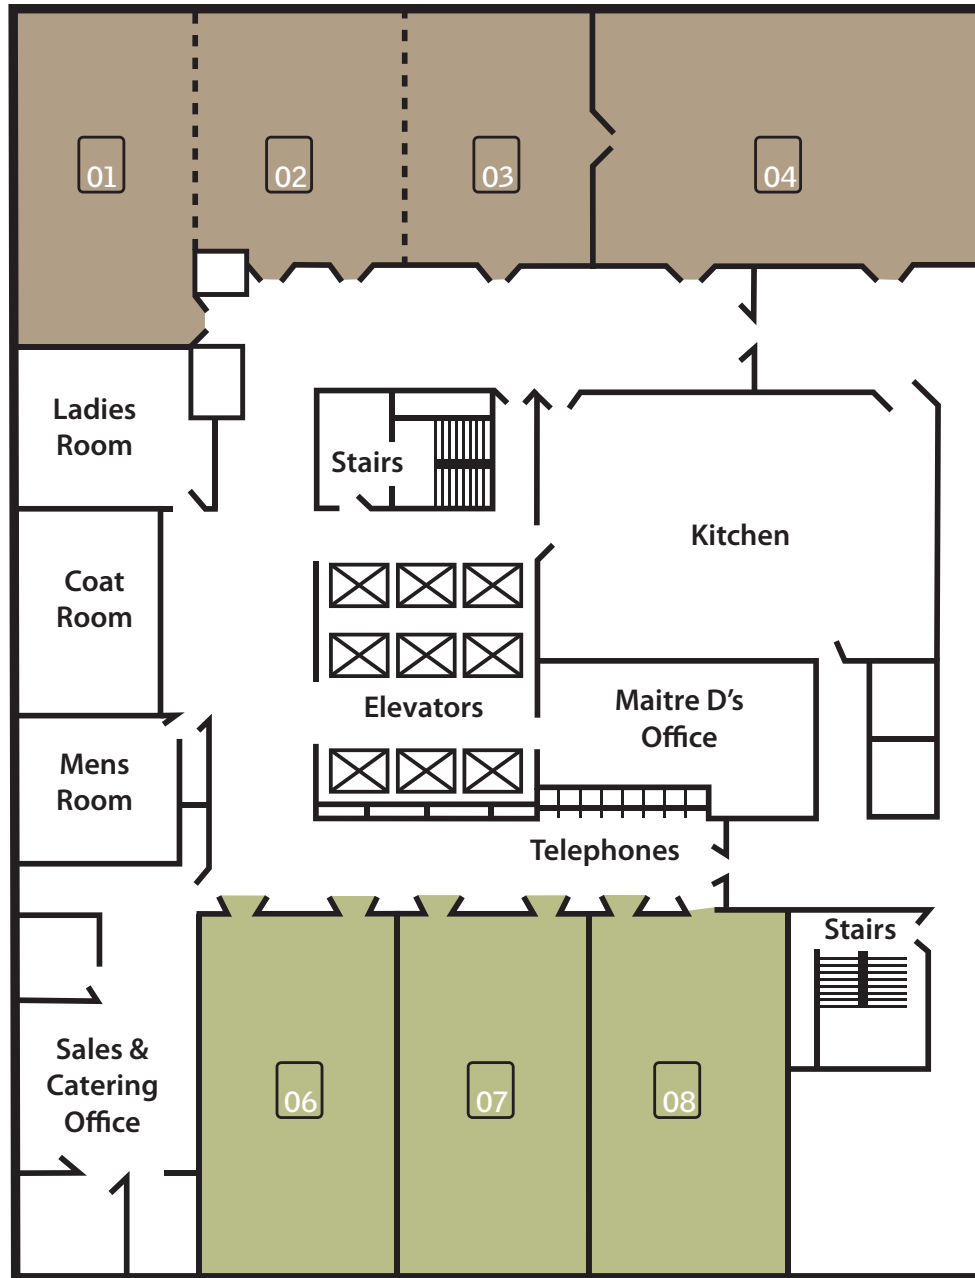 01
02
03
04
Ladies
Room
Stairs
Kitchen
Coat
Room
Elevators
Maitre D's
Office
Mens
Room
Telephones
Stairs
Sales &
Catering
Office
06
07
08